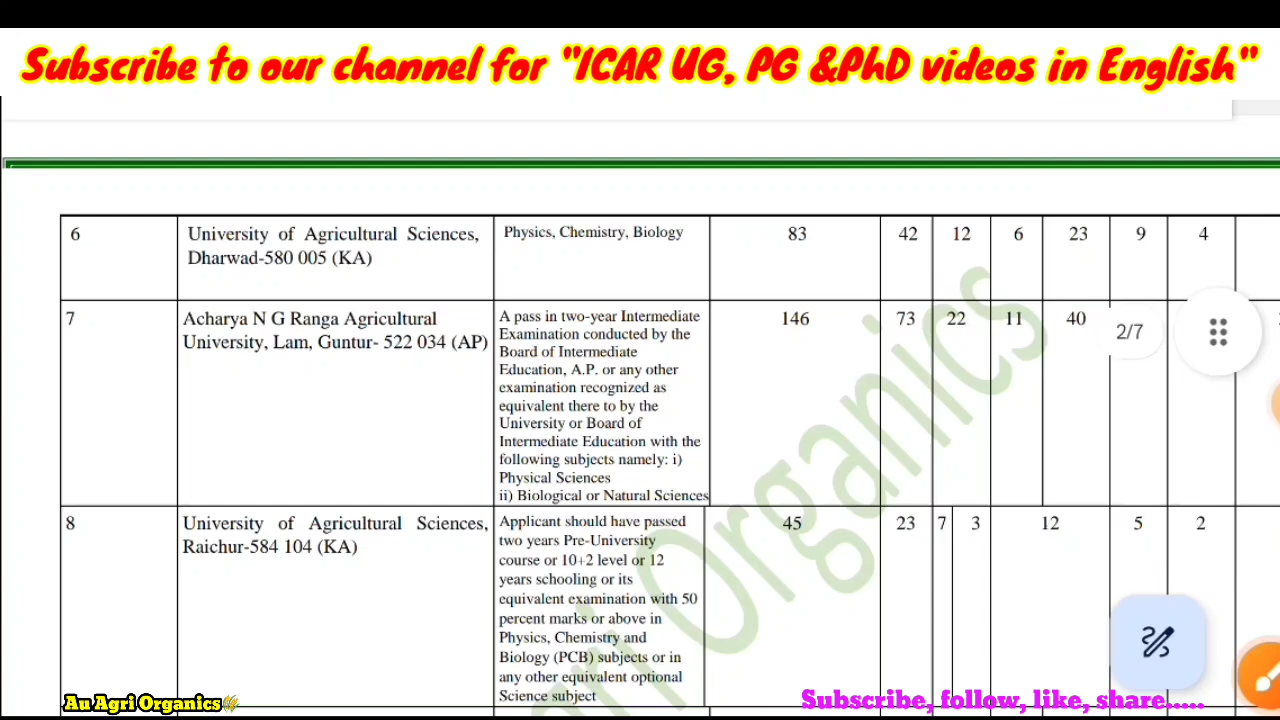 Subscribe to our channel for "ICAR UG, PG &PhD videos in English"
6
University of Agricultural Sciences,
Dharwad-580 005 (KA)
Physics, Chemistry, Biology
83
42
12
6
23
9
4
7
Acharya N G Ranga Agricultural
University, Lam, Guntur- 522 034 (AP)
A pass in two-year Intermediate
Examination conducted by the
Board of Intermediate
Education, A.P. or any other
examination recognized as
equivalent there to by the
University or Board of
Intermediate Education with the
following subjects namely: i)
Physical Sciences
ii) Biological or Natural Sciences
146
73
22
11
40
2/7
8
University of Agricultural Sciences,
Raichur-584 104 (KA)
Applicant should have passed
two years Pre-University
course or 10+2 level or 12
years schooling or its
equivalent examination with 50
percent marks or above in
Physics, Chemistry and
Biology (PCB) subjects or in
any other equivalent optional
Science subject
45
23
7
3
12
5
2
Au Agri Organics
Subscribe, follow, like, share.....